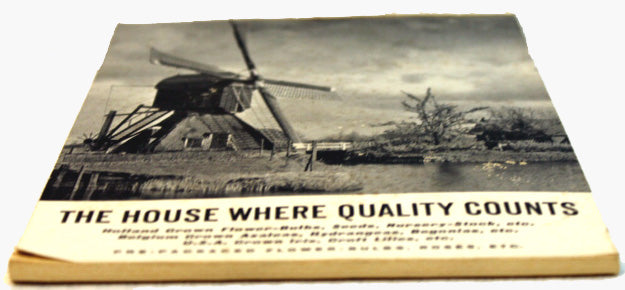 THE HOUSE WHERE QUALITY COUNTS
Holland Grown Flower-Bulbs, Seeds, Nursery-Stock, etc.
Belgium Grown Azaleas, Hydrangeas, Begonias, etc.
U.S.A. Grown Iris, Croft Lilies, etc.
PRE-PACKAGED FLOWER-BULBS, ROSES, ETC.